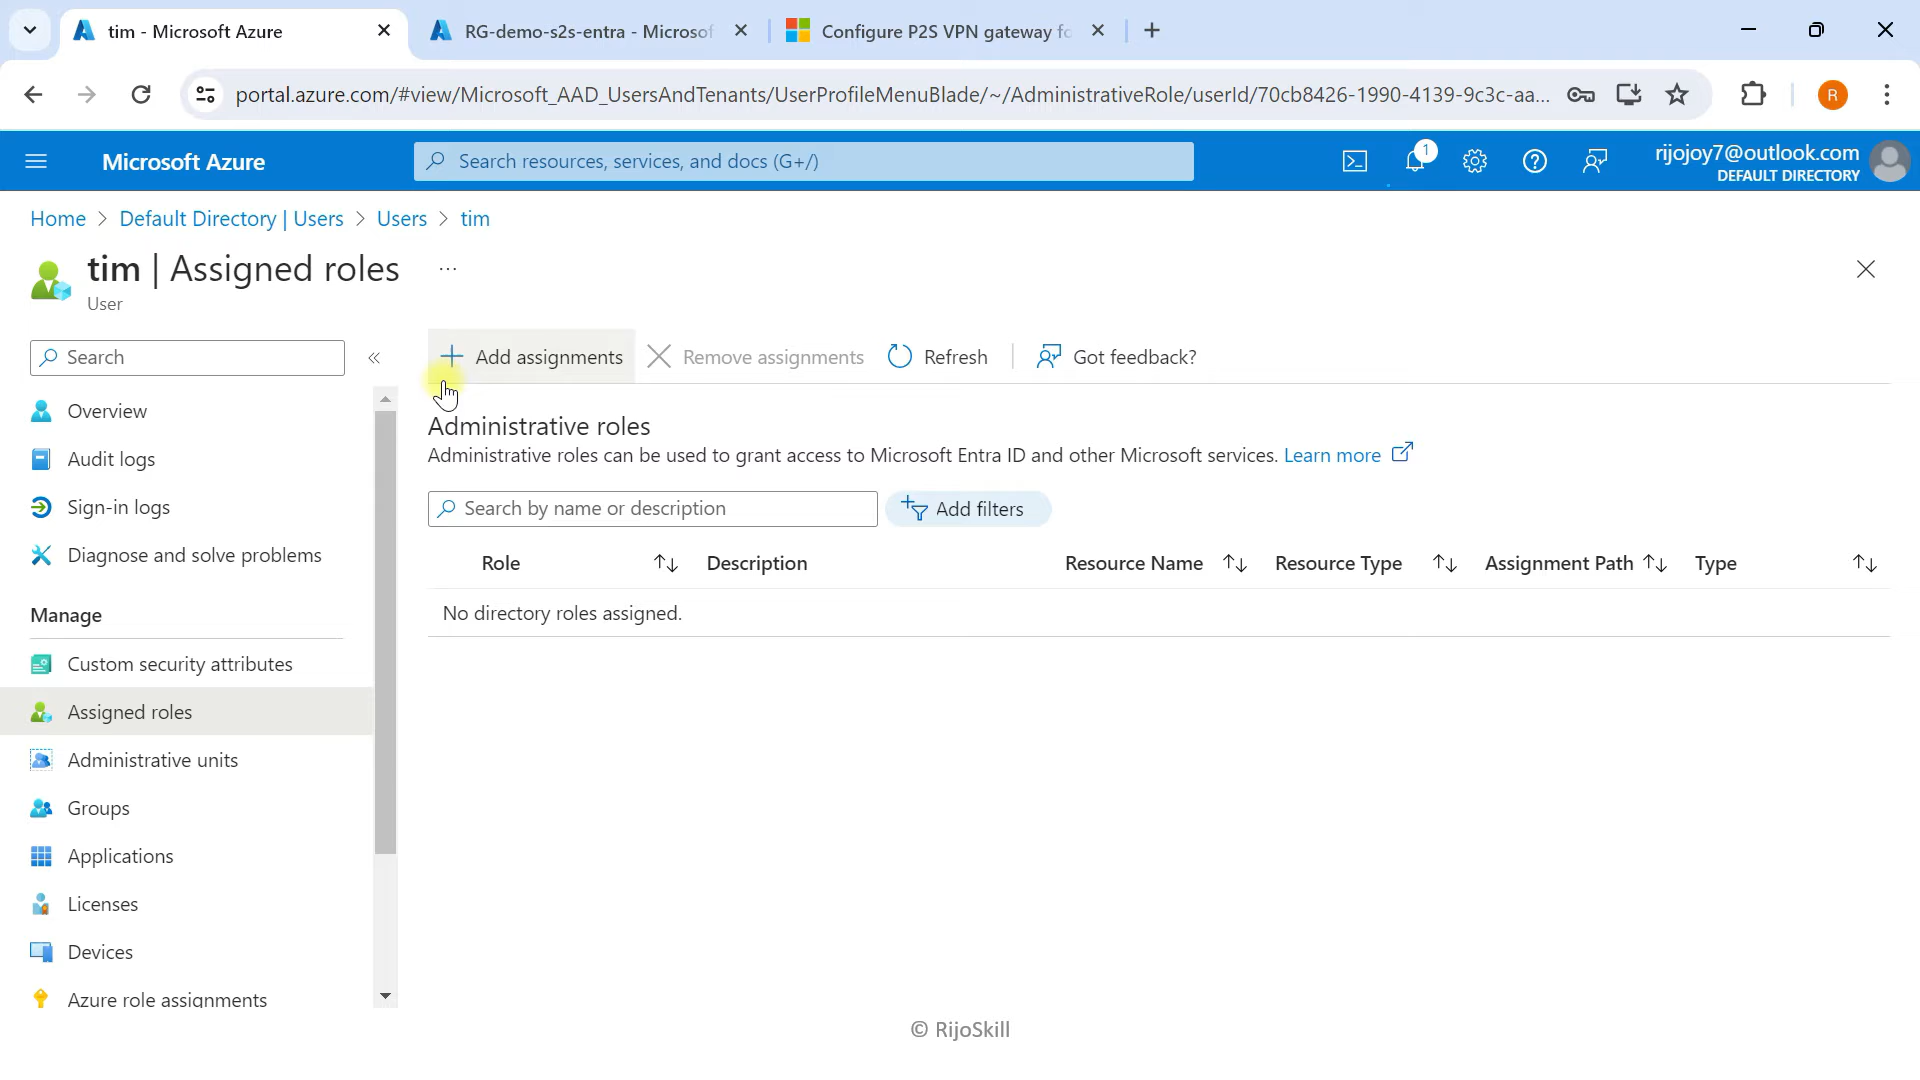 tim - Microsoft Azure
RG-demo-s2s-entra - Microsof
Configure P2S VPN gateway fo
portal.azure.com/#view/Microsoft_AAD_UsersAndTenants/UserProfileMenuBlade/~/AdministrativeRole/userId/70cb8426-1990-4139-9c3c-aa...
R
Microsoft Azure
Search resources, services, and docs (G+/)
1
rijojoy7@outlook.com
DEFAULT DIRECTORY
Home > Default Directory | Users > Users > tim
tim | Assigned roles ...
User
Search
Add assignments
Remove assignments
Refresh
Got feedback?
Overview
Audit logs
Sign-in logs
Diagnose and solve problems
Manage
Custom security attributes
Assigned roles
Administrative units
Groups
Applications
Licenses
Devices
Azure role assignments
Administrative roles
Administrative roles can be used to grant access to Microsoft Entra ID and other Microsoft services. Learn more
Search by name or description
Add filters
Role Description Resource Name Resource Type Assignment Path Type
No directory roles assigned.
© RijoSkill